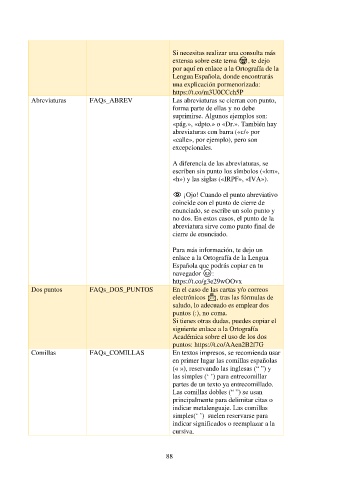 Si necesitas realizar una consulta más
extensa sobre este tema 🤓, te dejo
por aquí en enlace a la Ortografía de la
Lengua Española, donde encontrarás
una explicación pormenorizada:
Abreviaturas FAQs_ABREV Las abreviaturas se cierran con punto,
forma parte de ellas y no debe
suprimirse. Algunos ejemplos son:
«pág.», «dpto.» o «Dr.». También hay
abreviaturas con barra («c/» por
«calle», por ejemplo), pero son
excepcionales.
A diferencia de las abreviaturas, se
escriben sin punto los símbolos («km»,
«h») y las siglas («IRPF», «IVA»).
👁 ¡Ojo! Cuando el punto abreviativo
coincide con el punto de cierre de
enunciado, se escribe un solo punto y
no dos. En estos casos, el punto de la
abreviatura sirve como punto final de
cierre de enunciado.
Para más información, te dejo un
enlace a la Ortografía de la Lengua
Española que podrás copiar en tu
navegador 😉:
https://t.co/g3e29wOOvx
Dos puntos FAQs_DOS_PUNTOS En el caso de las cartas y/o correos
electrónicos 📩, tras las fórmulas de
saludo, lo adecuado es emplear dos
puntos (:), no coma.
Si tienes otras dudas, puedes copiar el
siguiente enlace a la Ortografía
Académica sobre el uso de los dos
puntos: https://t.co/AAen2B2f7G
Comillas FAQs_COMILLAS En textos impresos, se recomienda usar
en primer lugar las comillas españolas
(« »), reservando las inglesas (“ ”) y
las simples (‘ ’) para entrecomillar
partes de un texto ya entrecomillado.
Las comillas dobles (“ ”) se usan
principalmente para delimitar citas o
indicar metalenguaje. Las comillas
simples(‘ ’) suelen reservarse para
indicar significados o reemplazar a la
cursiva.
88